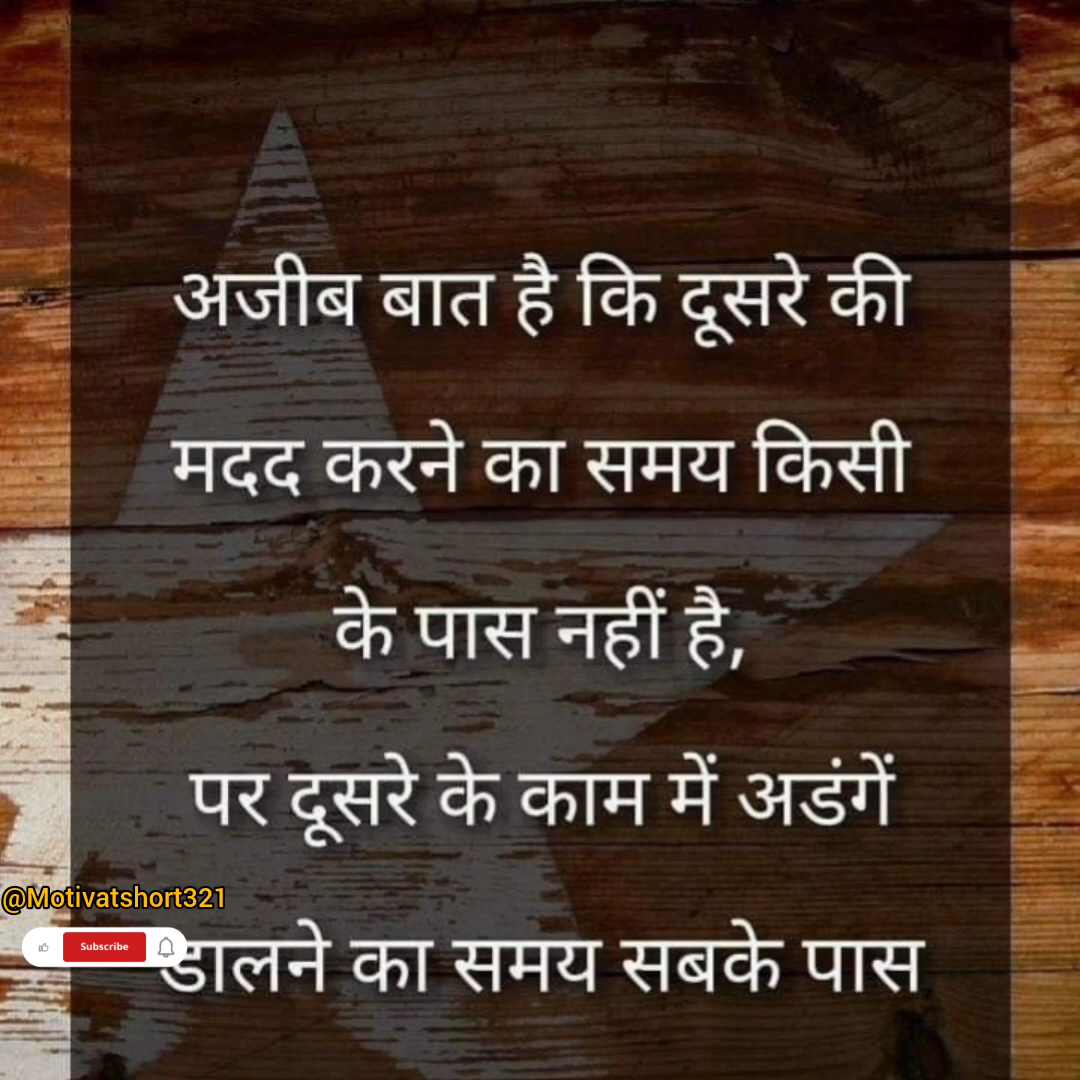 अजीब बात है कि दूसरे की
मदद करने का समय किसी
के पास नहीं है,
पर दूसरे के काम में अडंगें
@Motivatshort321
Subscribe
डालने का समय सबके पास